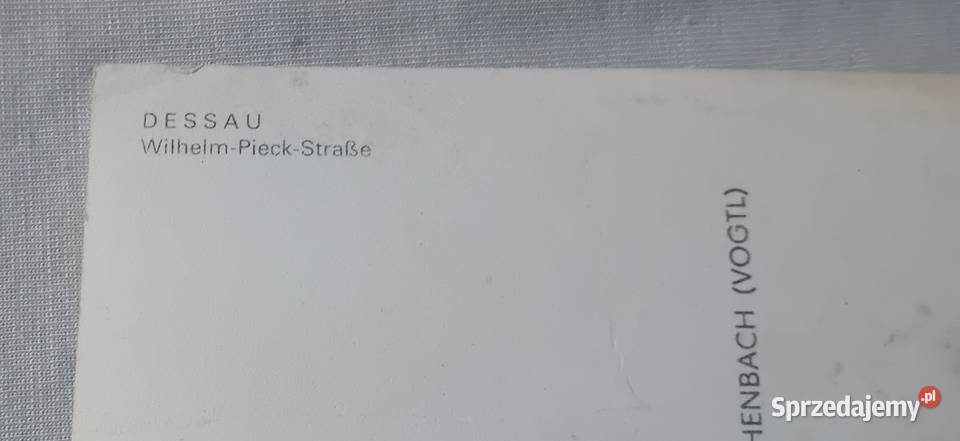 DESSAU
Wilhelm-Pieck-Straße
HENBACH (VOGTL)
Sprzedajemy.pl